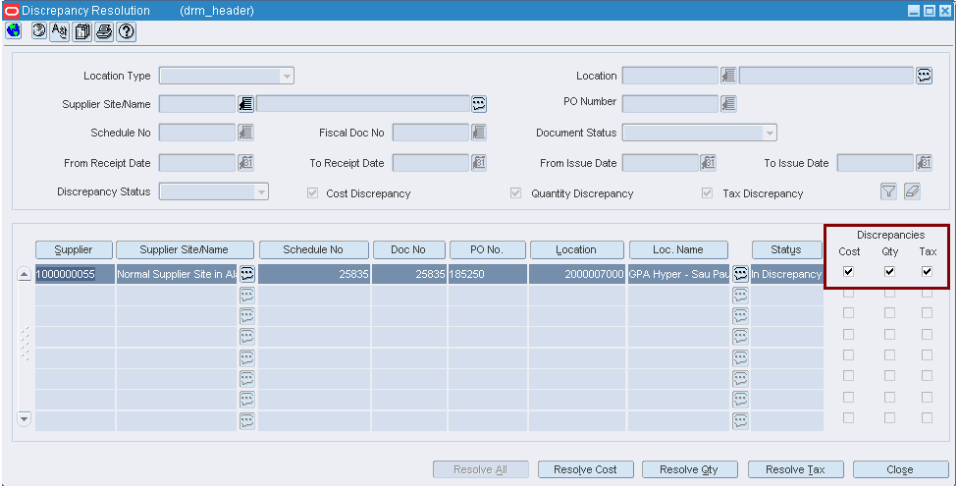 Discrepancy Resolution (drm_header)
Location Type Location
Supplier Site/Name PO Number
Schedule No Fiscal Doc No Document Status
From Receipt Date To Receipt Date From Issue Date To Issue Date
Discrepancy Status Cost Discrepancy Quantity Discrepancy Tax Discrepancy
Discrepancies
Supplier Supplier Site/Name Schedule No Doc No PO No. Location Loc. Name Status Cost Qty Tax
1000000055 Normal Supplier Site in Al 25835 25835 185250 2000007000 GPA Hyper - Sau Pau In Discrepancy
Resolve All Resolve Cost Resolve Qty Resolve Tax Close